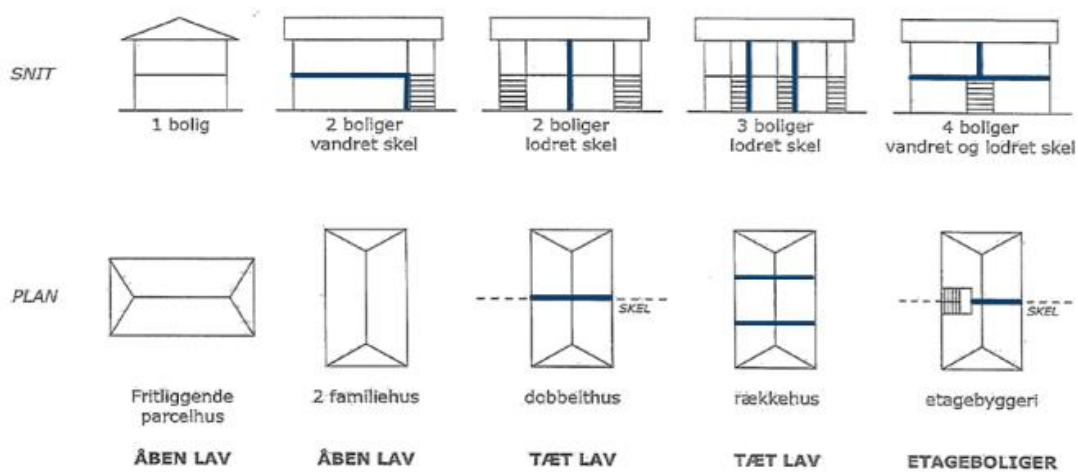 SNIT
1 bolig
2 boliger
vandret skel
2 boliger
lodret skel
3 boliger
lodret skel
4 boliger
vandret og lodret skel
PLAN
SKEL
SKEL
Fritliggende
parcelhus
2 familiehus
dobbelthus
rækkehus
etagebyggeri
ÅBEN LAV
ÅBEN LAV
TÆT LAV
TÆT LAV
ETAGEBOLIGER